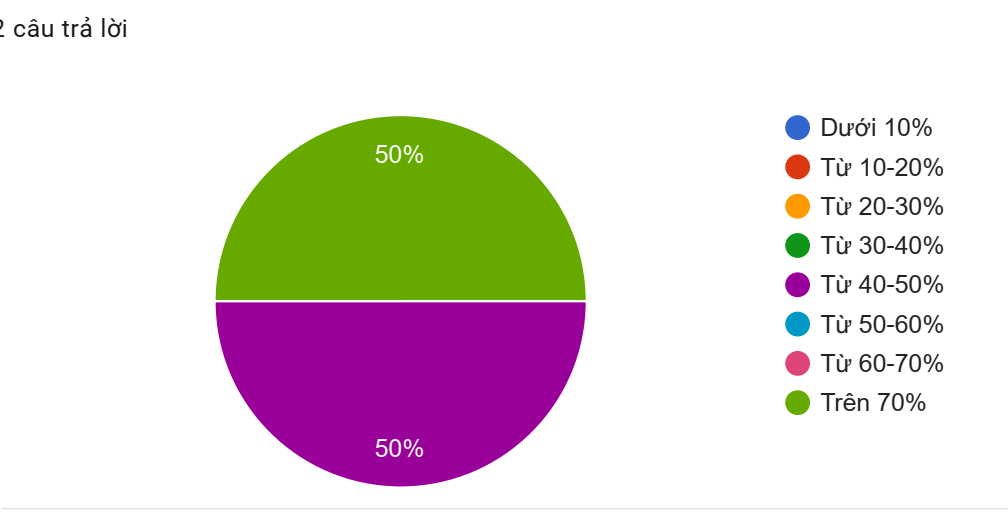 2 câu trả lời
50%
50%
Dưới 10%
Từ 10-20%
Từ 20-30%
Từ 30-40%
Từ 40-50%
Từ 50-60%
Từ 60-70%
Trên 70%